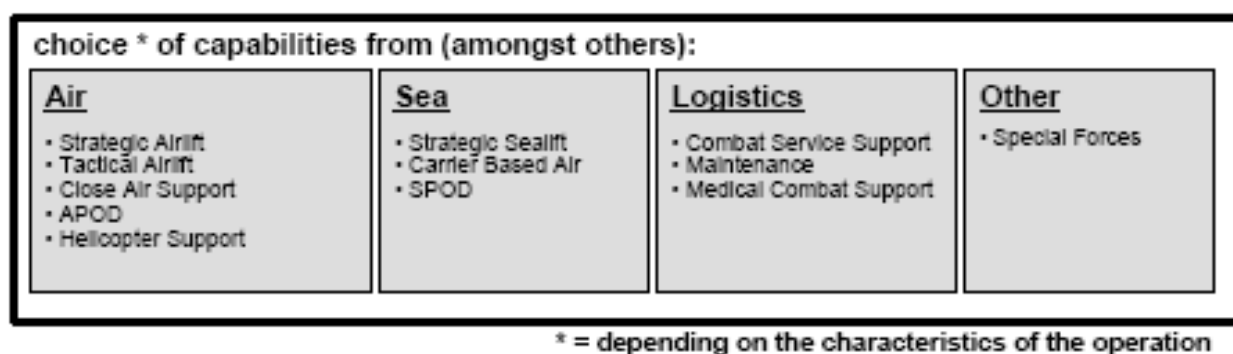 choice * of capabilities from (amongst others):
Air
• Strategic Airlift
• Tactical Airlift
• Close Air Support
• APOD
• Helicopter Support
Sea
• Strategic Sealift
• Carrier Based Air
• SPOD
Logistics
• Combat Service Support
• Maintenance
• Medical Combat Support
Other
• Special Forces
* = depending on the characteristics of the operation